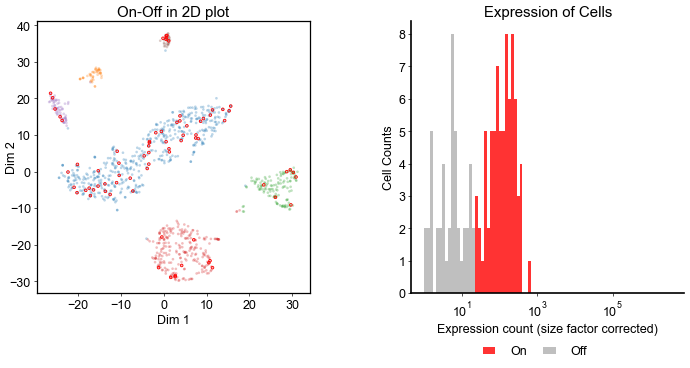 On-Off in 2D plot
40
30
20
10
0
−10
−20
−30
Dim 2
−20 −10 0 10 20 30
Dim 1
Expression of Cells
8
7
6
5
4
3
2
1
0
Cell Counts
10¹ 10³ 10⁵
Expression count (size factor corrected)
On Off